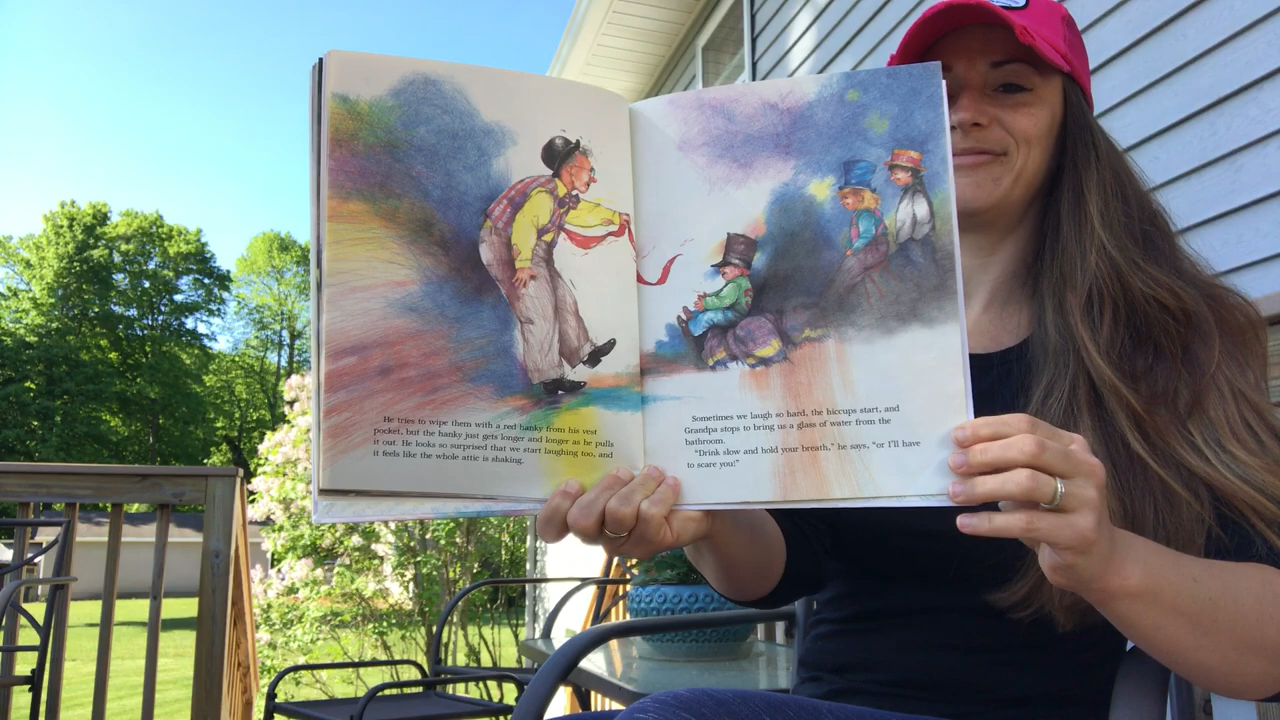 He tries to wipe them with a red hanky from his vest
pocket, but the hanky just gets longer and longer as he pulls
it out. He looks so surprised that we start laughing too, and
it feels like the whole attic is shaking.
Sometimes we laugh so hard, the hiccups start, and
Grandpa stops to bring us a glass of water from the
bathroom.
"Drink slow and hold your breath," he says, "or I'll have
to scare you!"